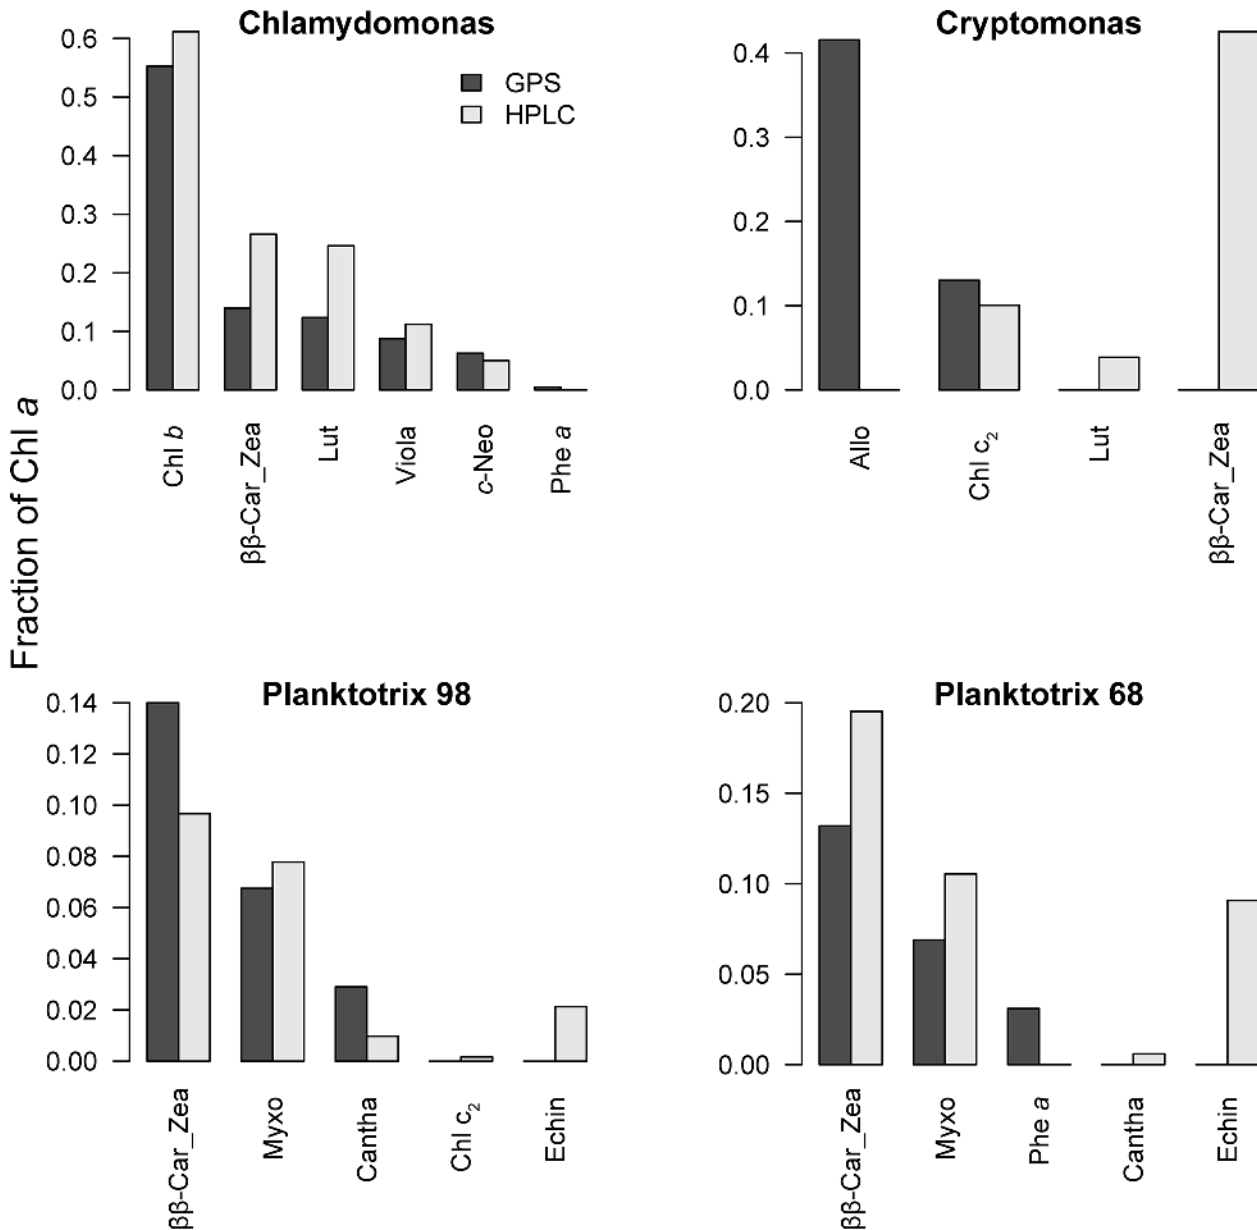 Fraction of Chl a
Chlamydomonas
GPS
HPLC
0.6
0.5
0.4
0.3
0.2
0.1
0.0
Chl b
ββ-Car_Zea
Lut
Viola
c-Neo
Phe a
Cryptomonas
0.4
0.3
0.2
0.1
0.0
Allo
Chl c₂
Lut
ββ-Car_Zea
Planktotrix 98
0.14
0.12
0.10
0.08
0.06
0.04
0.02
0.00
ββ-Car_Zea
Myxo
Cantha
Chl c₂
Echin
Planktotrix 68
0.20
0.15
0.10
0.05
0.00
ββ-Car_Zea
Myxo
Phe a
Cantha
Echin